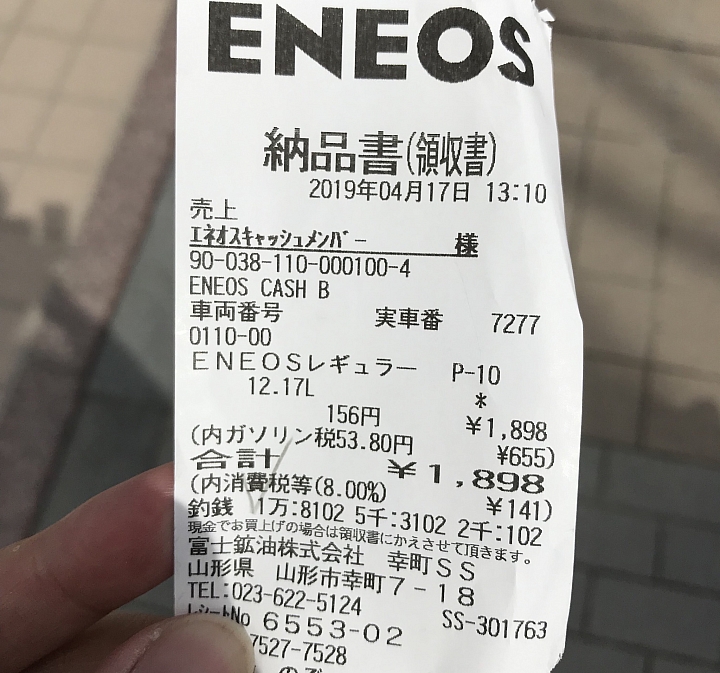 ENEOS
納品書(領収書)
2019年04月17日 13:10
売上
ｴﾈｵｽｷｬｯｼｭﾒﾝﾊﾞｰ 様
90-038-110-000100-4
ENEOS CASH B
車両番号 実車番 7277
0110-00
ＥＮＥＯＳレギュラー P-10
12.17L *
156円 ¥1,898
(内ガソリン税53.80円 ¥655)
合計 ¥1,898
(内消費税等(8.00%) ¥141)
釣銭 1万:8102 5千:3102 2千:102
現金でお買上げの場合は領収書にかえさせて頂きます。
富士鉱油株式会社 幸町ＳＳ
山形県 山形市幸町７－１８
TEL:023-622-5124 SS-301763
ﾚｼｰﾄNo 6553-02
7527-7528